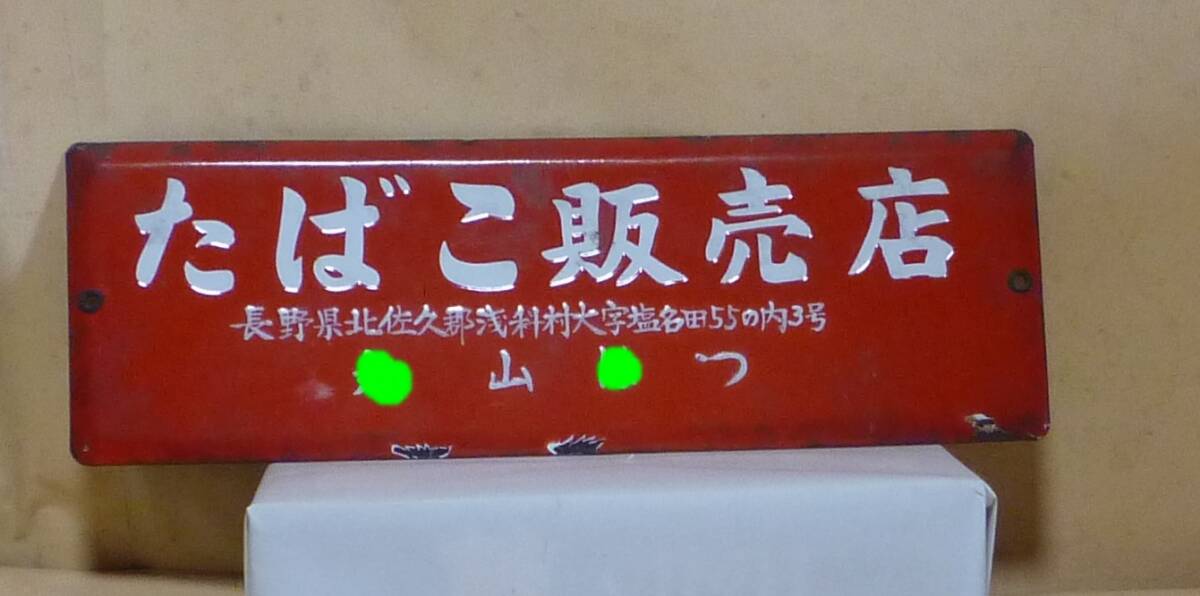 たばこ販売店
長野県北佐久郡浅科村大字塩名田55の内3号
山 つ